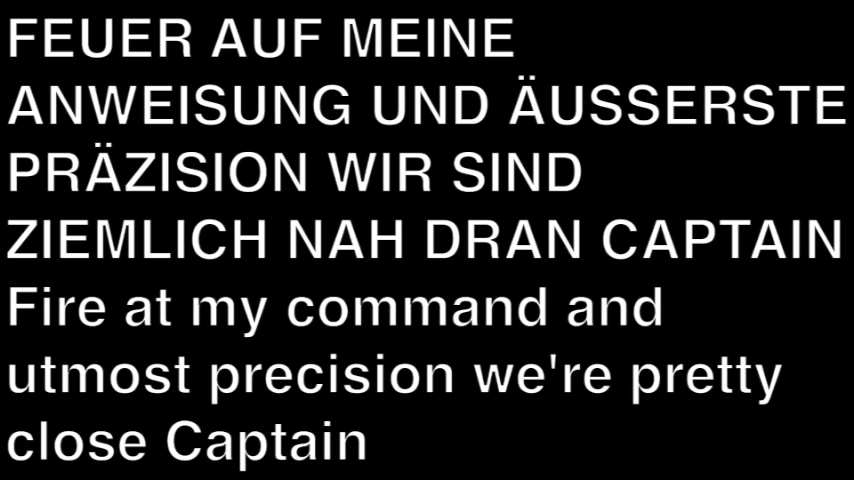 FEUER AUF MEINE
ANWEISUNG UND ÄUSSERSTE
PRÄZISION WIR SIND
ZIEMLICH NAH DRAN CAPTAIN
Fire at my command and
utmost precision we're pretty
close Captain